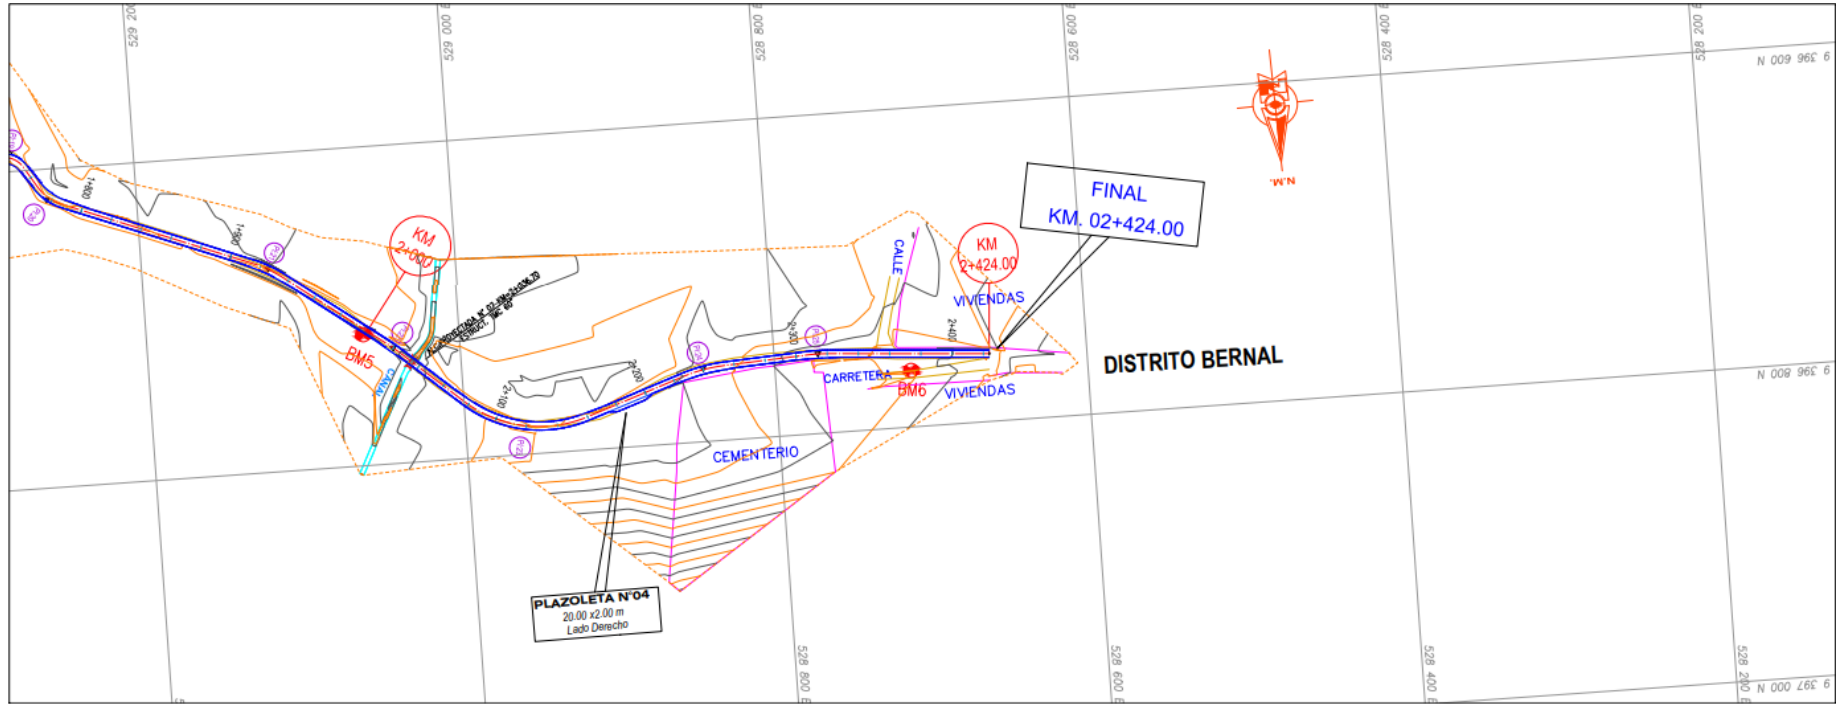 529 200
529 000 E
528 800 E
528 600 E
528 400 E
528 200 E
9 396 600 N
N.M.
FINAL
KM. 02+424.00
PI:20
1+800
1+900
KM
2+000
BM5
CANAL
2+100
2+200
2+300
2+400
CALLE
KM
2+424.00
VIVIENDAS
CARRETERA
BM6
VIVIENDAS
DISTRITO BERNAL
9 396 800 N
CEMENTERIO
PLAZOLETA N°04
20.00 x2.00 m
Lado Derecho
528 800 E
528 600 E
528 400 E
528 200 E
9 397 000 N